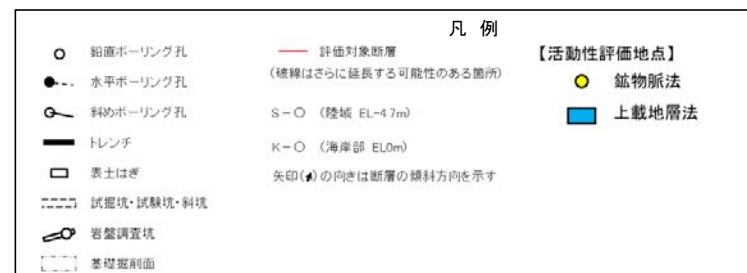 凡 例
鉛直ボーリング孔
水平ボーリング孔
斜めボーリング孔
トレンチ
表土はぎ
試掘坑・試験坑・斜坑
岩盤調査坑
基礎掘削面
評価対象断層
(破線はさらに延長する可能性のある箇所)
S-○ (陸域 EL-4.7m)
K-○ (海岸部 EL0m)
矢印( )の向きは断層の傾斜方向を示す
【活動性評価地点】
鉱物脈法
上載地層法